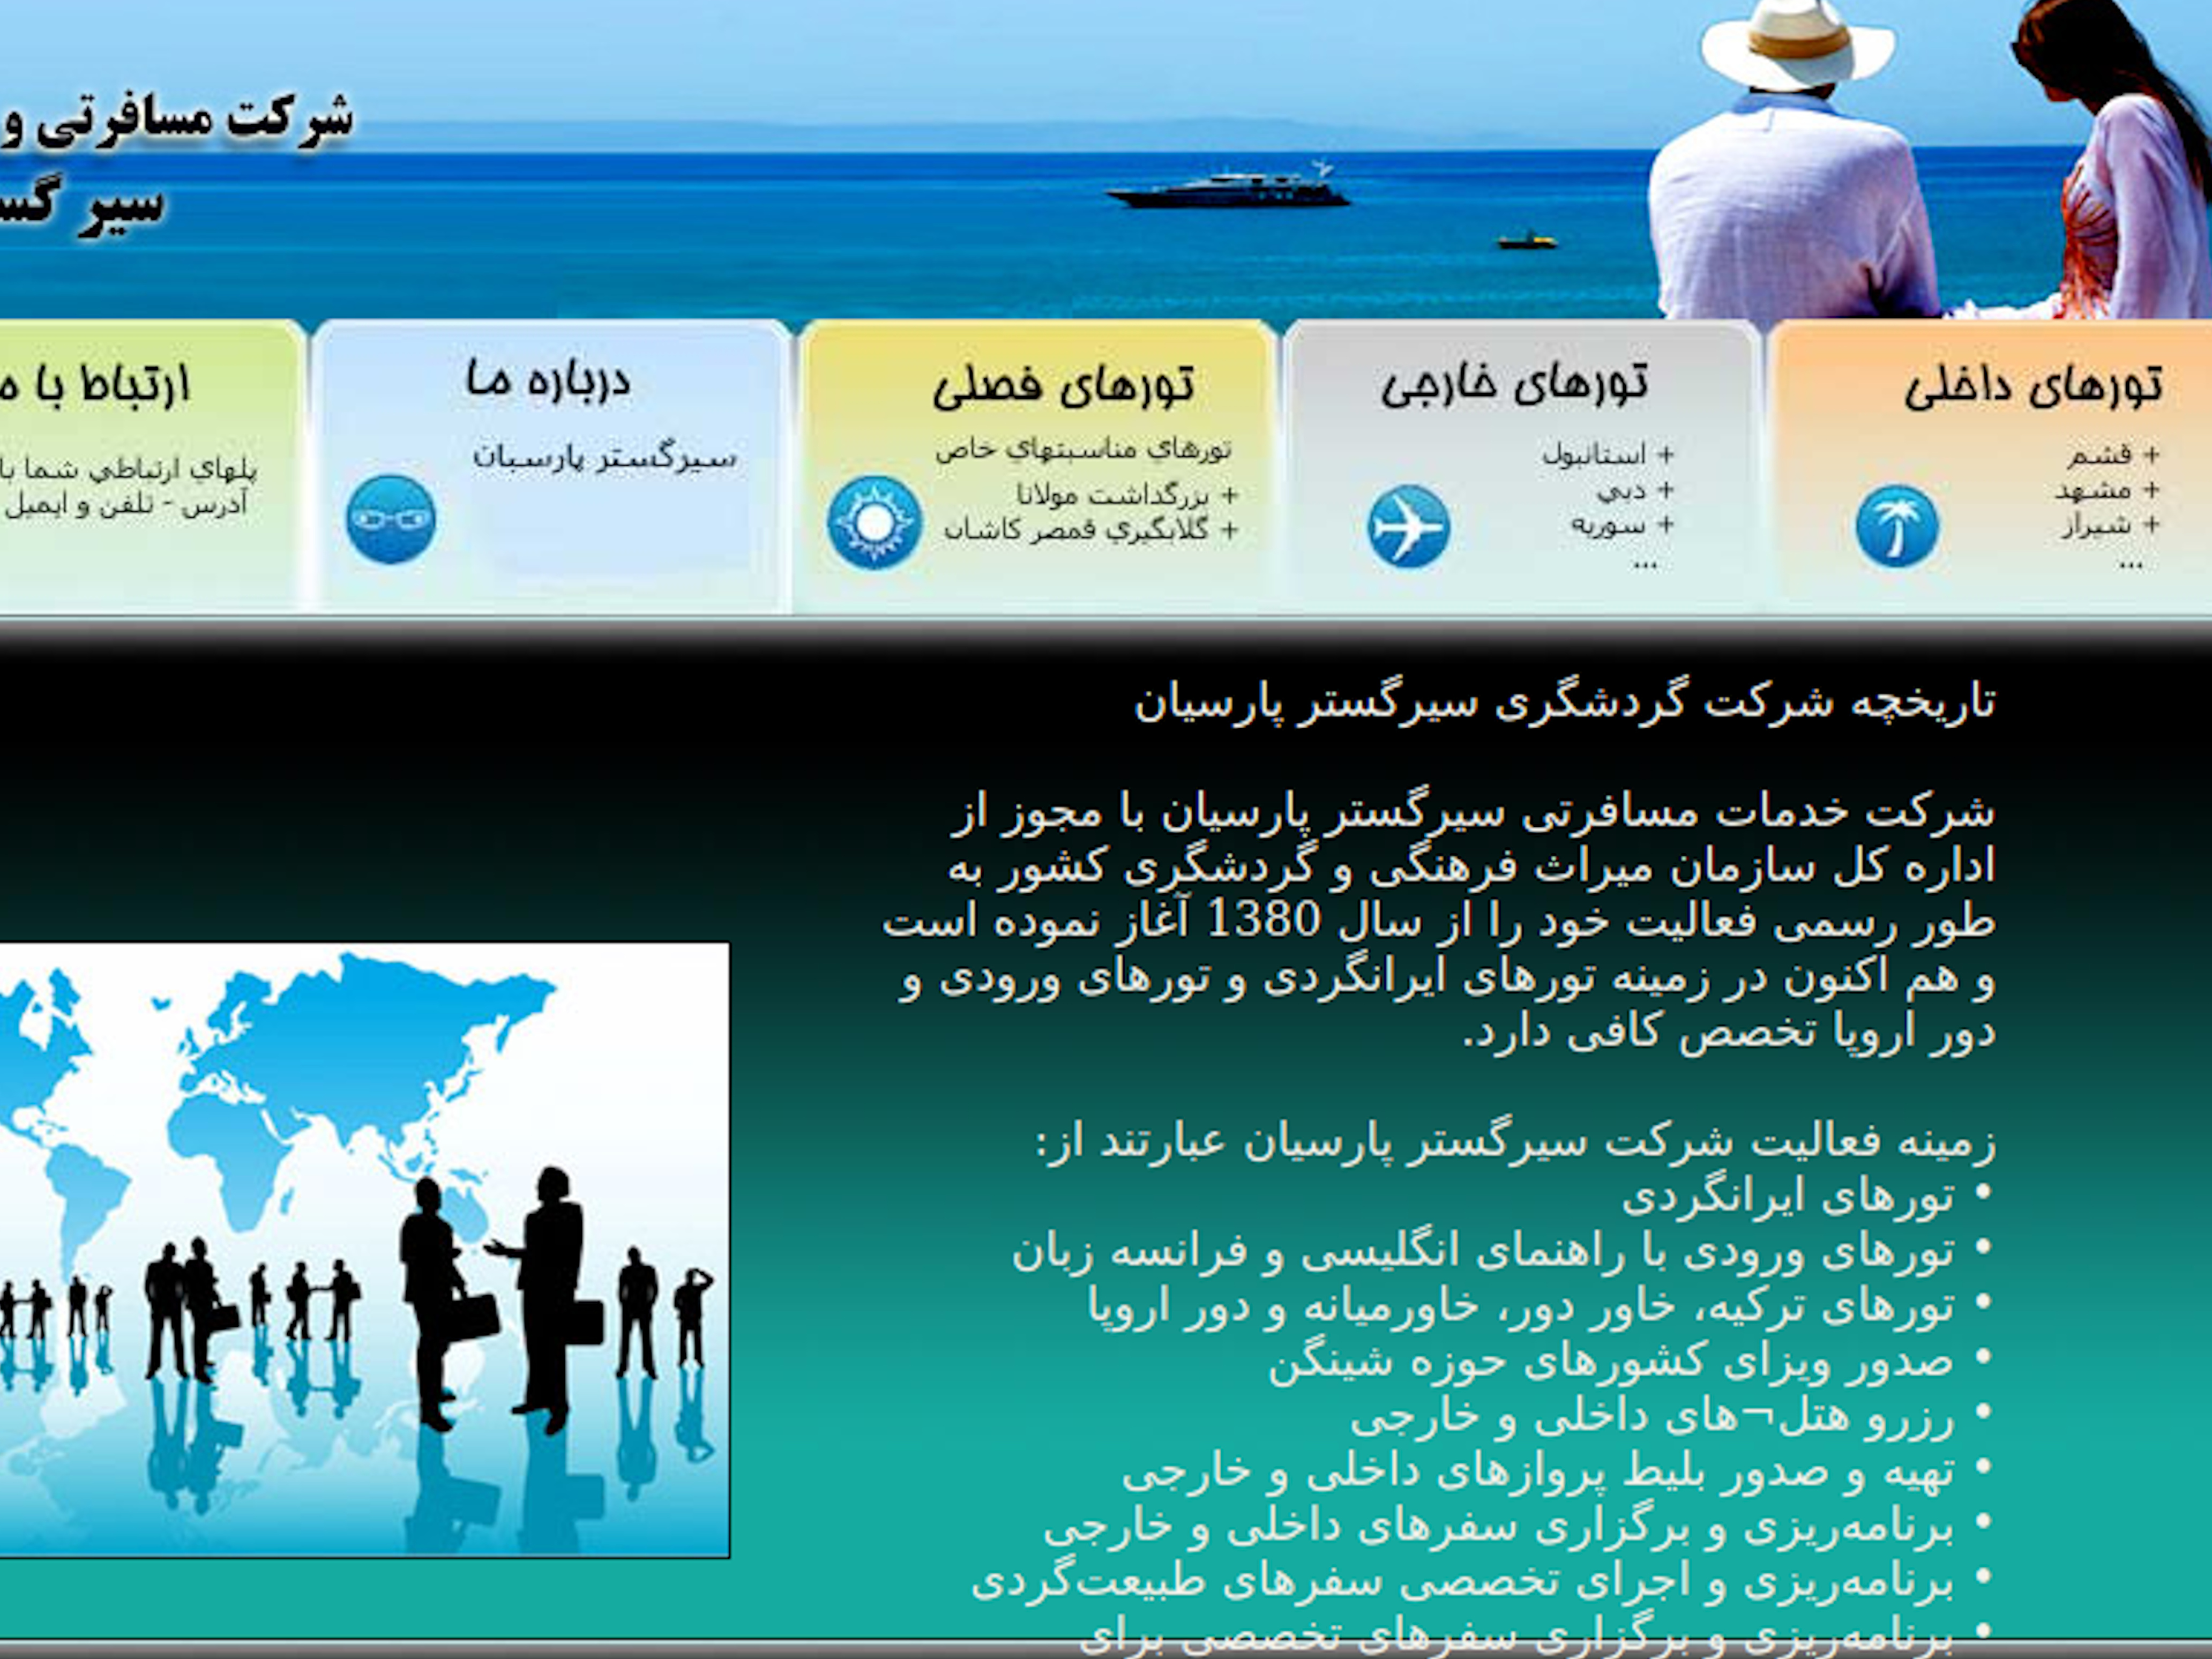 شرکت مسافرتی و
سیر
تورهای داخلی
+ قشم
+ مشهد
+ شیراز
...
تورهای خارجی
+ استانبول
+ دبي
+ سوریه
...
تورهای فصلی
تورهاي مناسبتهاي خاص
+ بزرگداشت مولانا
+ گلابگيري قمصر کاشان
درباره ما
سیرگستر پارسیان
ارتباط با
پلهاي ارتباطي شما با
آدرس - تلفن و ایمیل
تاریخچه شرکت گردشگری سیرگستر پارسیان
شرکت خدمات مسافرتی سیرگستر پارسیان با مجوز از
اداره کل سازمان میراث فرهنگی و گردشگری کشور به
طور رسمی فعالیت خود را از سال 1380 آغاز نموده است
و هم اکنون در زمینه تورهای ایرانگردی و تورهای ورودی و
دور اروپا تخصص کافی دارد.
زمینه فعالیت شرکت سیرگستر پارسیان عبارتند از:
• تورهای ایرانگردی
• تورهای ورودی با راهنمای انگلیسی و فرانسه زبان
• تورهای ترکیه، خاور دور، خاورمیانه و دور اروپا
• صدور ویزای کشورهای حوزه شینگن
• رزرو هتل¬های داخلی و خارجی
• تهیه و صدور بلیط پروازهای داخلی و خارجی
• برنامه‌ریزی و برگزاری سفرهای داخلی و خارجی
• برنامه‌ریزی و اجرای تخصصی سفرهای طبیعت‌گردی
• برنامه‌ریزی و برگزاری سفرهای تخصصی برای